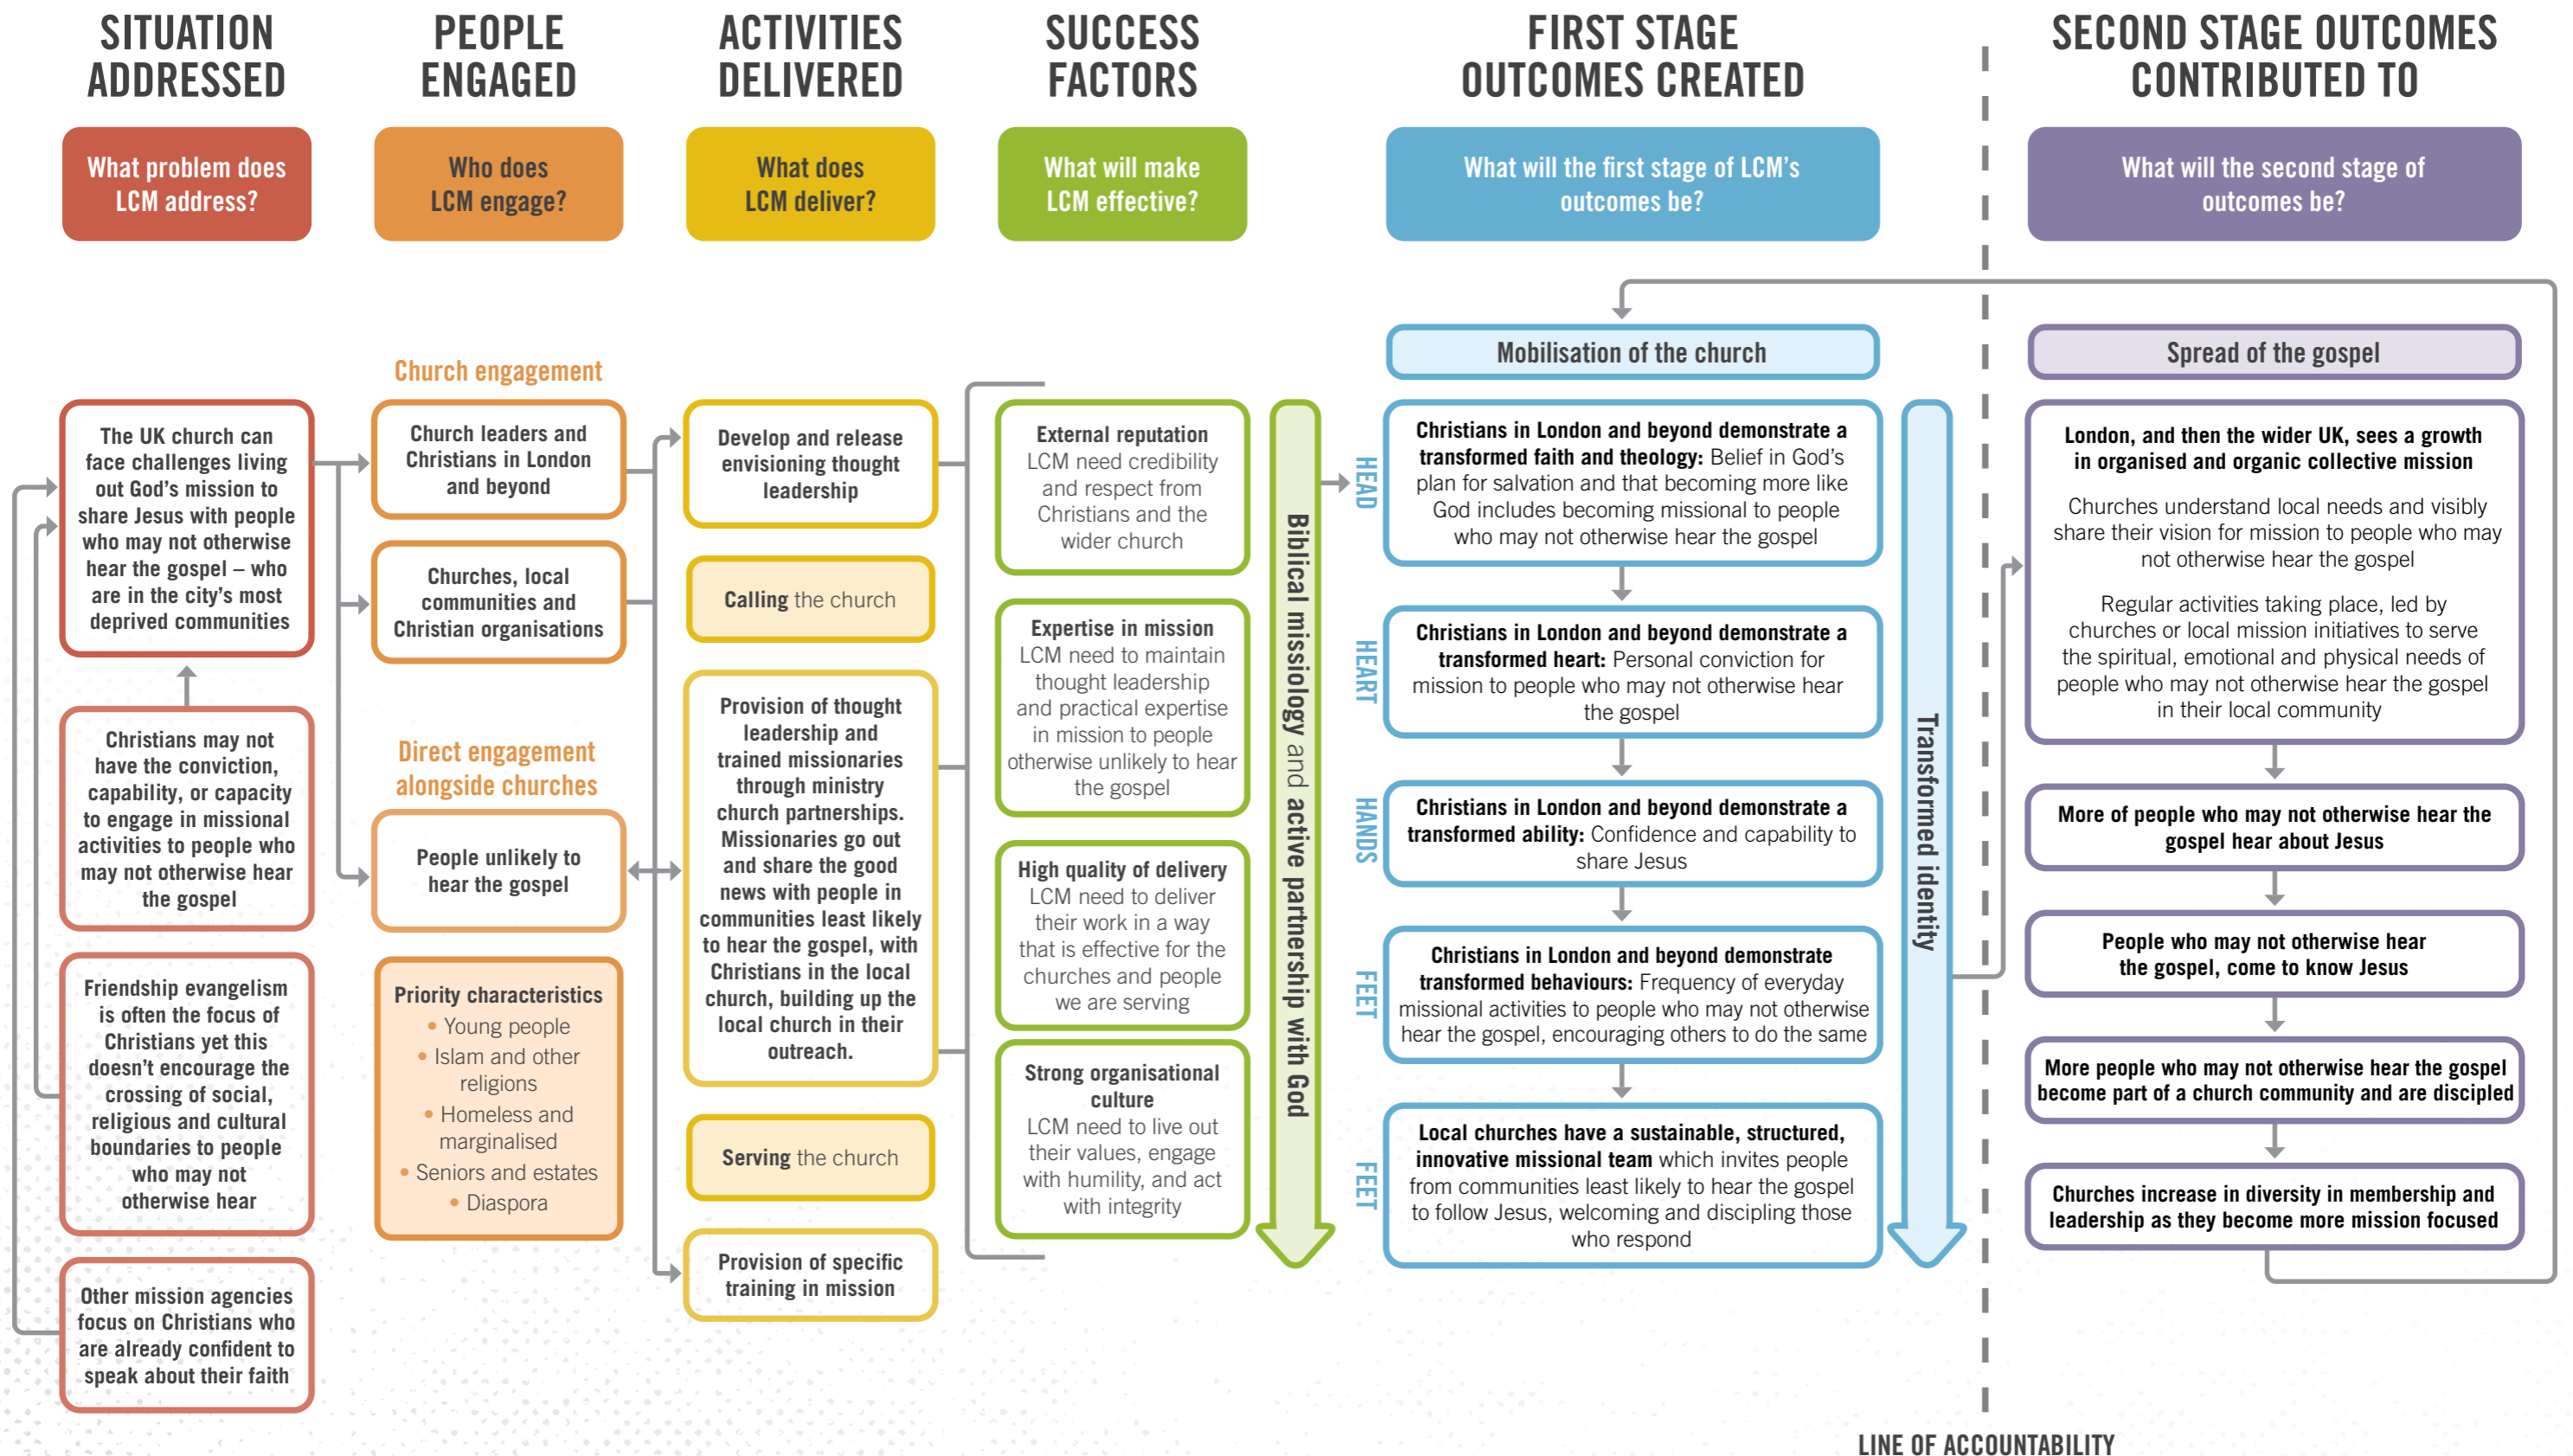 SITUATION
ADDRESSED
PEOPLE
ENGAGED
ACTIVITIES
DELIVERED
SUCCESS
FACTORS
FIRST STAGE
OUTCOMES CREATED
SECOND STAGE OUTCOMES
CONTRIBUTED TO
What problem does
LCM address?
Who does
LCM engage?
What does
LCM deliver?
What will make
LCM effective?
What will the first stage of LCM's
outcomes be?
What will the second stage of
outcomes be?
The UK church can
face challenges living
out God's mission to
share Jesus with people
who may not otherwise
hear the gospel – who
are in the city's most
deprived communities
Christians may not
have the conviction,
capability, or capacity
to engage in missional
activities to people who
may not otherwise hear
the gospel
Friendship evangelism
is often the focus of
Christians yet this
doesn't encourage the
crossing of social,
religious and cultural
boundaries to people
who may not
otherwise hear
Other mission agencies
focus on Christians who
are already confident to
speak about their faith
Church engagement
Church leaders and
Christians in London
and beyond
Churches, local
communities and
Christian organisations
Direct engagement
alongside churches
People unlikely to
hear the gospel
Priority characteristics
• Young people
• Islam and other
religions
• Homeless and
marginalised
• Seniors and estates
• Diaspora
Develop and release
envisioning thought
leadership
Calling the church
Provision of thought
leadership and
trained missionaries
through ministry
church partnerships.
Missionaries go out
and share the good
news with people in
communities least likely
to hear the gospel, with
Christians in the local
church, building up the
local church in their
outreach.
Serving the church
Provision of specific
training in mission
External reputation
LCM need credibility
and respect from
Christians and the
wider church
Expertise in mission
LCM need to maintain
thought leadership
and practical expertise
in mission to people
otherwise unlikely to hear
the gospel
High quality of delivery
LCM need to deliver
their work in a way
that is effective for the
churches and people
we are serving
Strong organisational
culture
LCM need to live out
their values, engage
with humility, and act
with integrity
Biblical missiology and active partnership with God
Mobilisation of the church
HEAD
Christians in London and beyond demonstrate a
transformed faith and theology: Belief in God's
plan for salvation and that becoming more like
God includes becoming missional to people
who may not otherwise hear the gospel
HEART
Christians in London and beyond demonstrate a
transformed heart: Personal conviction for
mission to people who may not otherwise hear
the gospel
HANDS
Christians in London and beyond demonstrate a
transformed ability: Confidence and capability to
share Jesus
FEET
Christians in London and beyond demonstrate
transformed behaviours: Frequency of everyday
missional activities to people who may not otherwise
hear the gospel, encouraging others to do the same
FEET
Local churches have a sustainable, structured,
innovative missional team which invites people
from communities least likely to hear the gospel
to follow Jesus, welcoming and discipling those
who respond
Transformed identity
Spread of the gospel
London, and then the wider UK, sees a growth
in organised and organic collective mission
Churches understand local needs and visibly
share their vision for mission to people who may
not otherwise hear the gospel
Regular activities taking place, led by
churches or local mission initiatives to serve
the spiritual, emotional and physical needs of
people who may not otherwise hear the gospel
in their local community
More of people who may not otherwise hear the
gospel hear about Jesus
People who may not otherwise hear
the gospel, come to know Jesus
More people who may not otherwise hear the gospel
become part of a church community and are discipled
Churches increase in diversity in membership and
leadership as they become more mission focused
LINE OF ACCOUNTABILITY